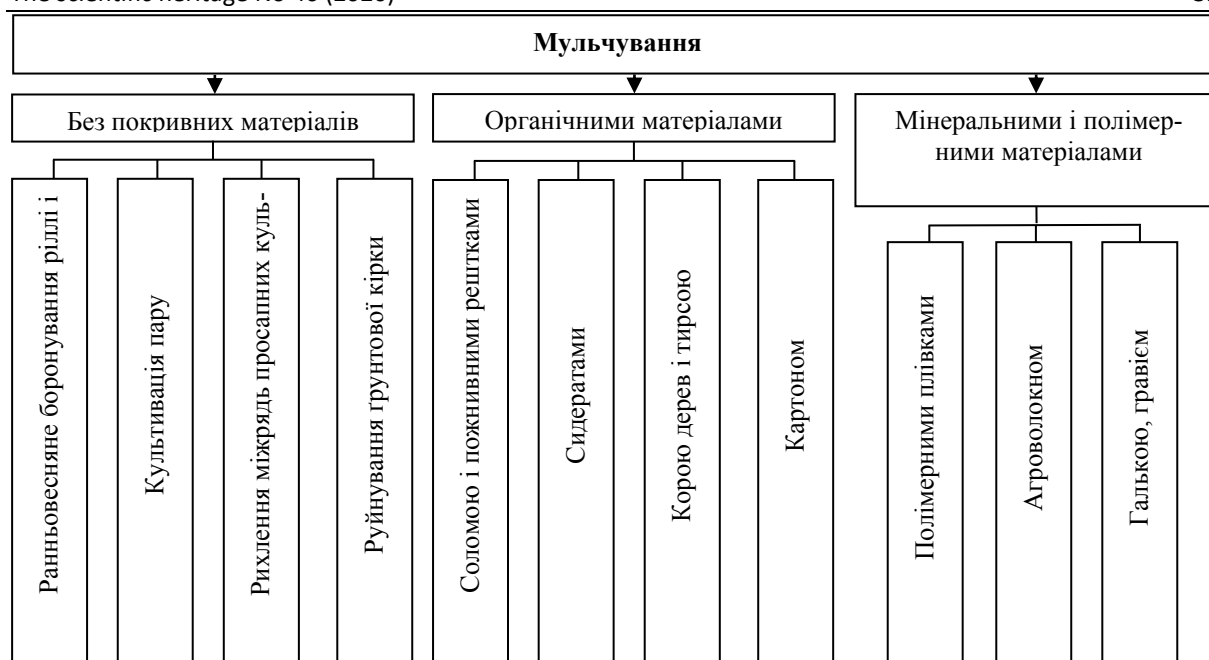 Мульчування
Без покривних матеріалів
Органічними матеріалами
Мінеральними і полімер-
ними матеріалами
Ранньовесняне боронування ріллі і
Культивація пару
Рихлення міжрядь просапних куль-
Руйнування ґрунтової кірки
Соломою і пожнивними рештками
Сидератами
Корою дерев і тирсою
Картоном
Полімерними плівками
Агроволокном
Галькою, гравієм